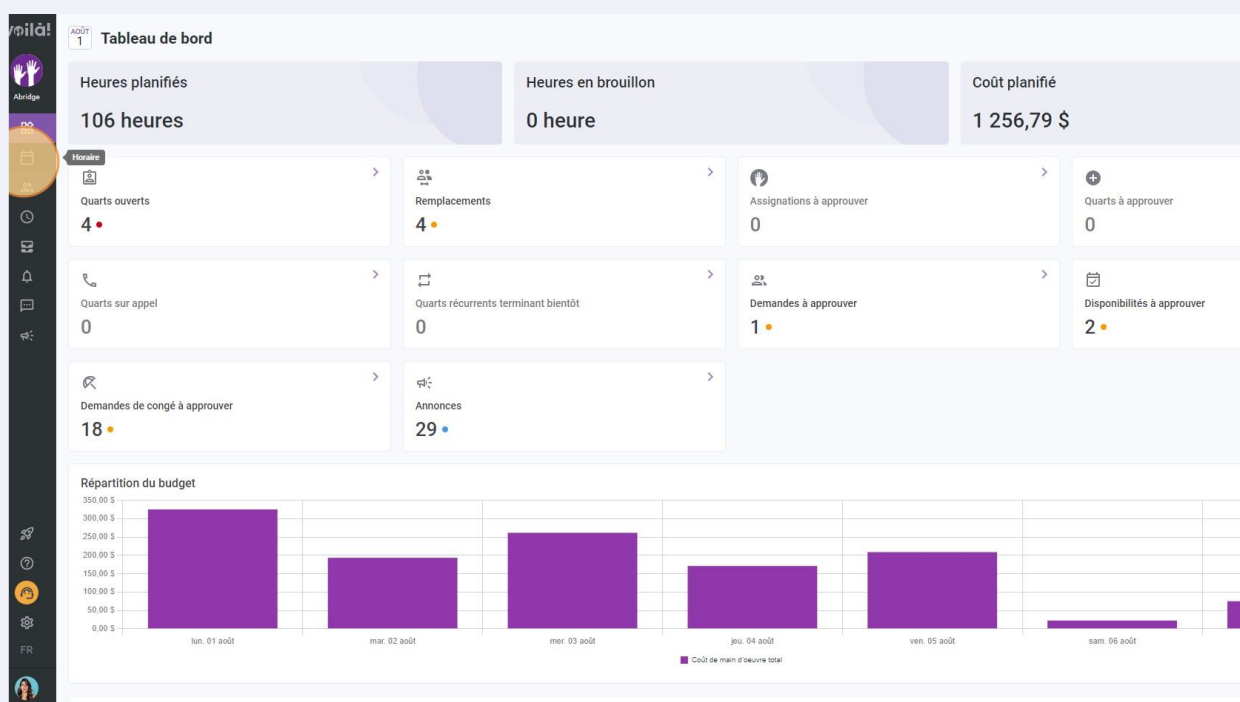 voilà!
AOÛT
1
Tableau de bord
Abridge
Heures planifiés
106 heures
Heures en brouillon
0 heure
Coût planifié
1 256,79 $
Horaire
Quarts ouverts
4
Remplacements
4
Assignations à approuver
0
Quarts à approuver
0
Quarts sur appel
0
Quarts récurrents terminant bientôt
0
Demandes à approuver
1
Disponibilités à approuver
2
Demandes de congé à approuver
18
Annonces
29
Répartition du budget
350,00 $
300,00 $
250,00 $
200,00 $
150,00 $
100,00 $
50,00 $
0,00 $
lun. 01 août
mar. 02 août
mer. 03 août
jeu. 04 août
ven. 05 août
sam. 06 août
Coût de main d'oeuvre total
FR